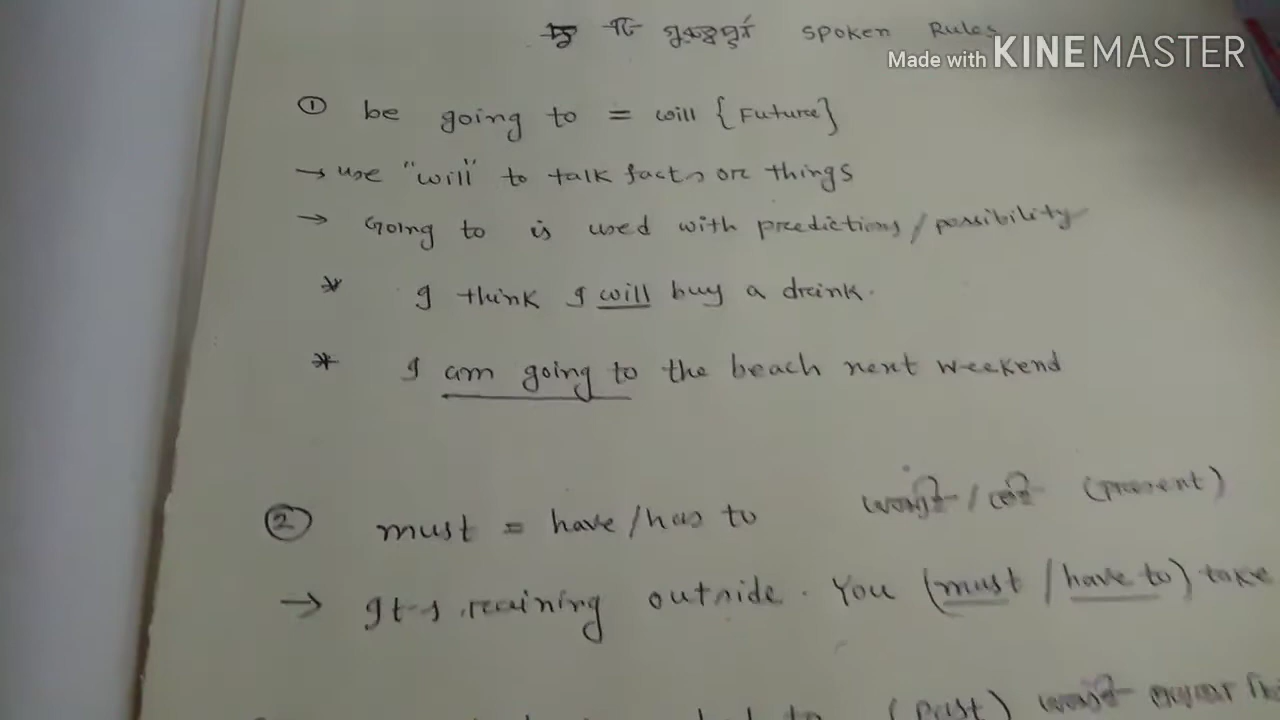 টি গুরুত্বপূর্ণ spoken Rules
Made with KINEMASTER
① be going to = will {Future}
→ use "will" to talk facts or things
→ Going to is used with predictions/possibility
* I think I will buy a drink.
* I am going to the beach next weekend
② must = have/has to (present)
→ It's raining outside. You (must / have to) take
to (past)